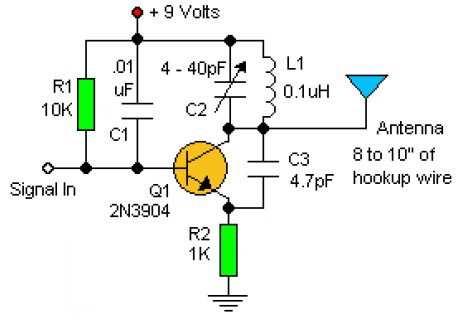 + 9 Volts
R1
10K
.01
uF
C1
4 - 40pF
C2
L1
0.1uH
Antenna
8 to 10" of
hookup wire
Signal In
Q1
2N3904
C3
4.7pF
R2
1K